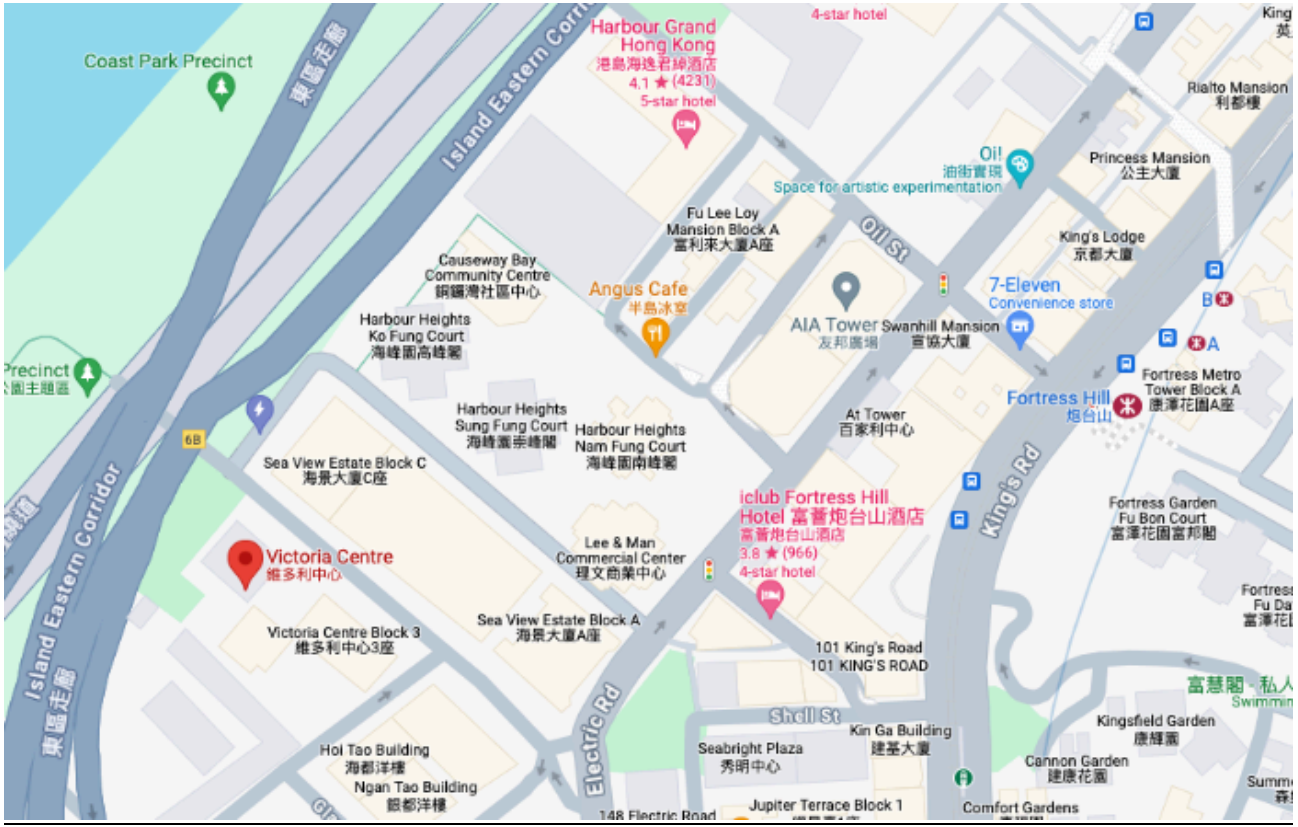 4-star hotel
Harbour Grand
Hong Kong
港島海逸君綽酒店
4.1 ★ (4231)
5-star hotel
King
英
Coast Park Precinct
東區走廊
Island Eastern Corri
Rialto Mansion
利都樓
Princess Mansion
公主大廈
Oi!
油街實現
Space for artistic experimentation
Fu Lee Loy
Mansion Block A
富利來大廈A座
Oil St
King's Lodge
京都大廈
Causeway Bay
Community Centre
銅鑼灣社區中心
Angus Cafe
半島冰室
7-Eleven
Convenience store
B
A
AIA Tower
友邦廣場
Swanhill Mansion
宣協大廈
Harbour Heights
Ko Fung Court
海峰園高峰閣
Precinct
公園主題區
Fortress Metro
Tower Block A
康澤花園A座
Fortress Hill
炮台山
Harbour Heights
Sung Fung Court
海峰園崇峰閣
Harbour Heights
Nam Fung Court
海峰園南峰閣
At Tower
百家利中心
6B
Sea View Estate Block C
海景大廈C座
King's Rd
iclub Fortress Hill
Hotel 富薈炮台山酒店
富薈炮台山酒店
3.8 ★ (966)
4-star hotel
Fortress Garden
Fu Bon Court
富澤花園富邦閣
Island Eastern Corridor
東區走廊
Lee & Man
Commercial Center
理文商業中心
Victoria Centre
維多利中心
Fortress
Fu Da
富澤花
Victoria Centre Block 3
維多利中心3座
Sea View Estate Block A
海景大廈A座
101 King's Road
101 KING'S ROAD
富慧閣 - 私人
Swimmin
Electric Rd
Shell St
Kingsfield Garden
康輝園
Kin Ga Building
建基大廈
Hoi Tao Building
海都洋樓
Seabright Plaza
秀明中心
Cannon Garden
建康花園
Ngan Tao Building
銀都洋樓
Summe
148 Electric Road
Jupiter Terrace Block 1
Comfort Gardens